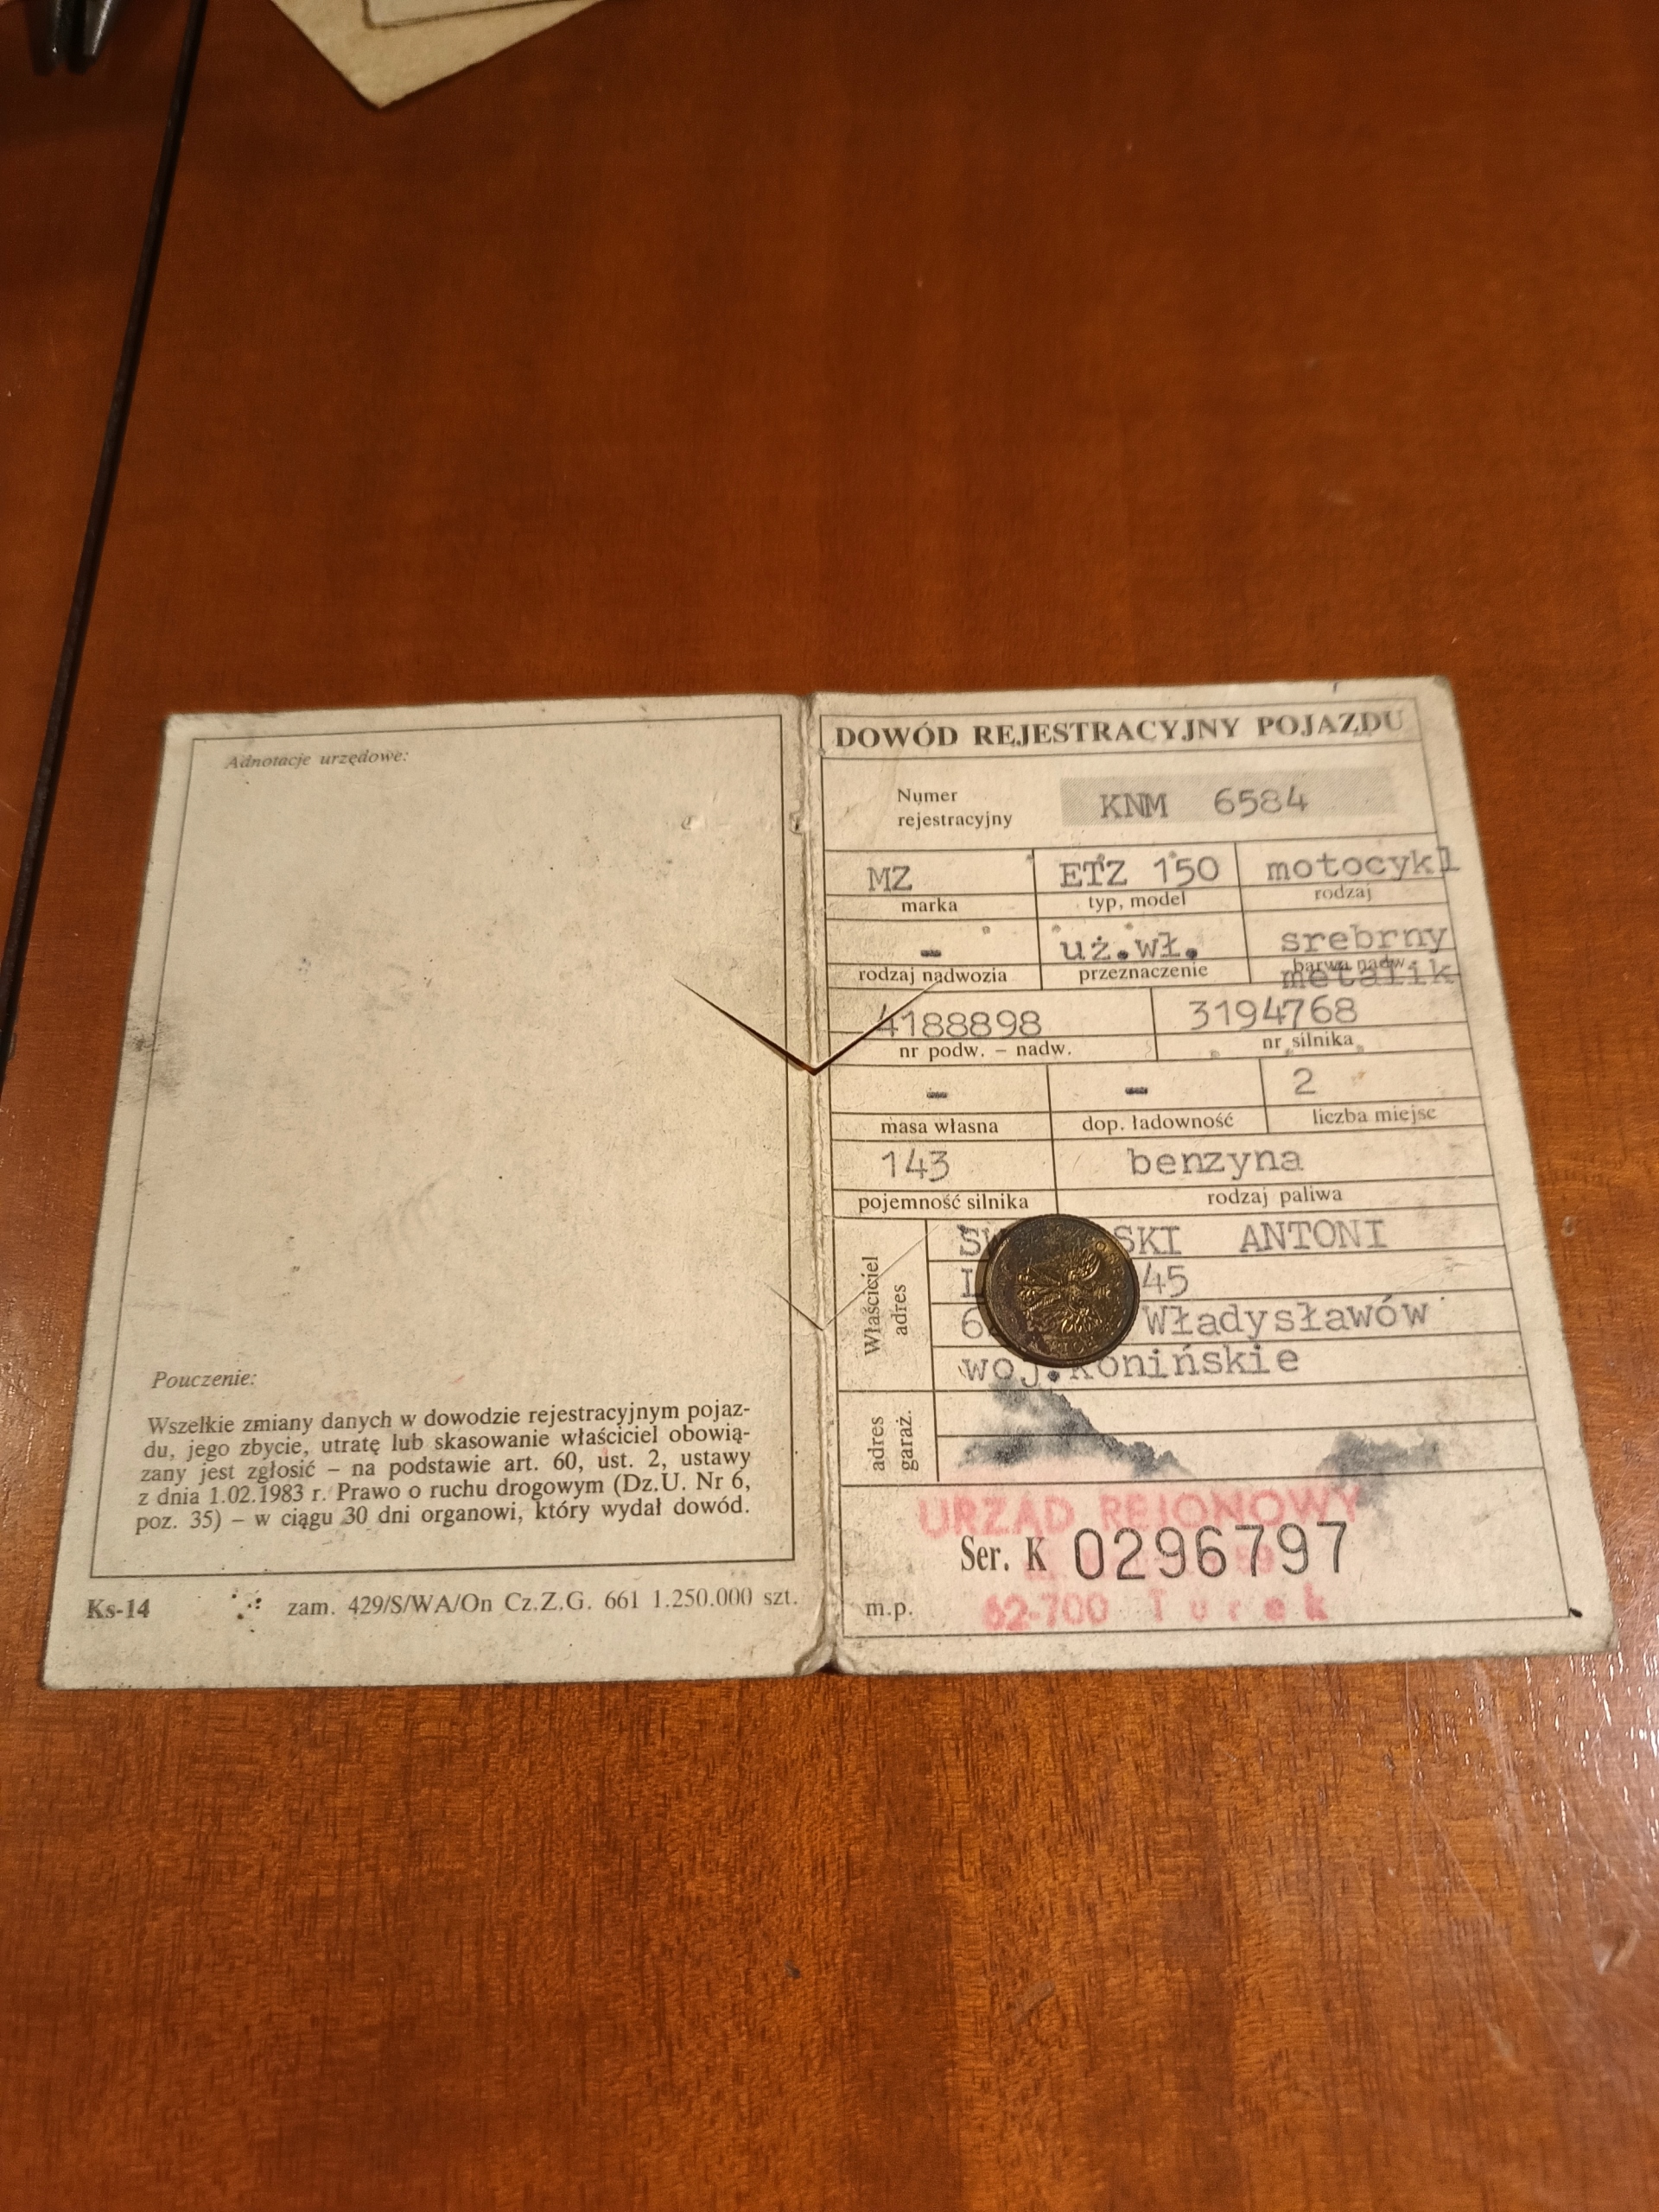 Adnotacje urzędowe:
Pouczenie:
Wszelkie zmiany danych w dowodzie rejestracyjnym pojaz-
du, jego zbycie, utratę lub skasowanie właściciel obowią-
zany jest zgłosić – na podstawie art. 60, ust. 2, ustawy
z dnia 1.02.1983 r. Prawo o ruchu drogowym (Dz.U. Nr 6,
poz. 35) – w ciągu 30 dni organowi, który wydał dowód.
Ks-14 zam. 429/S/WA/On Cz.Z.G. 661 1.250.000 szt.
DOWÓD REJESTRACYJNY POJAZDU
Numer
rejestracyjny
KNM 6584
MZ ETZ 150 motocykl
marka typ, model rodzaj
- uż.wł. srebrny
rodzaj nadwozia przeznaczenie barwa nadw.
metalik
4188898 3194768
nr podw. – nadw. nr silnika
- - 2
masa własna dop. ładowność liczba miejsc
143 benzyna
pojemność silnika rodzaj paliwa
Właściciel
adres
SKI ANTONI
45
Władysławów
woj.Konińskie
adres
garaż.
URZĄD REJONOWY
Ser. K 0296797
m.p. 62-700 Turek